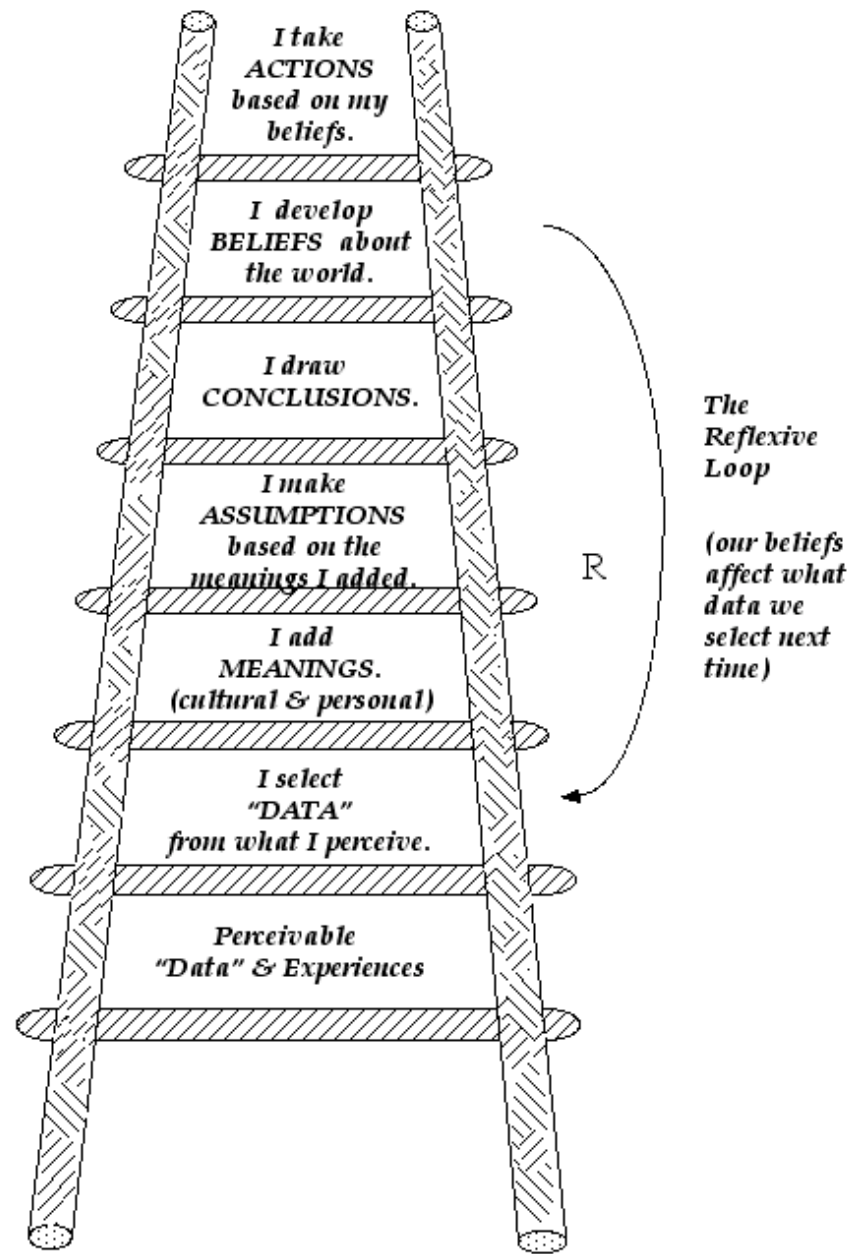 I take
ACTIONS
based on my
beliefs.
I develop
BELIEFS about
the world.
I draw
CONCLUSIONS.
I make
ASSUMPTIONS
based on the
meanings I added.
I add
MEANINGS.
(cultural & personal)
I select
“DATA”
from what I perceive.
Perceivable
“Data” & Experiences
R
The
Reflexive
Loop
(our beliefs
affect what
data we
select next
time)